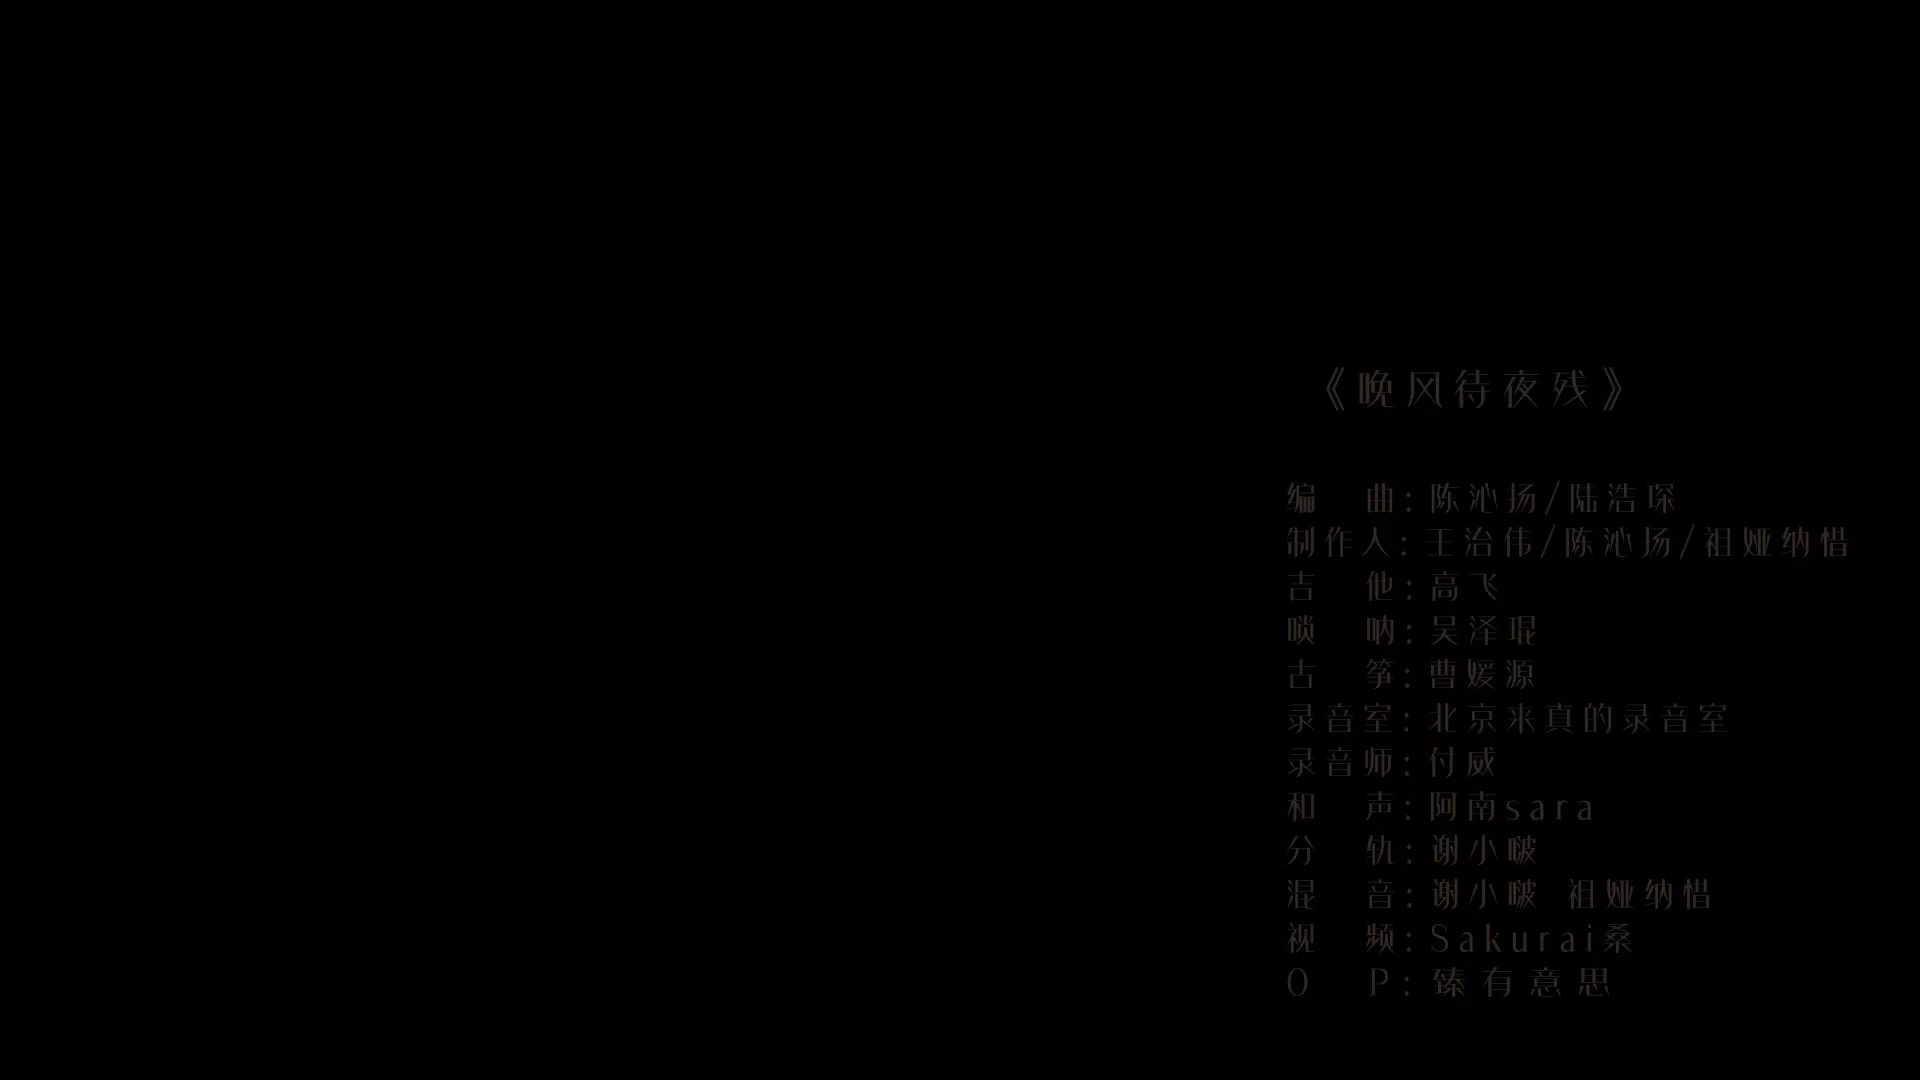 《晚风待夜残》
编 曲：陈沁扬/陆浩琛
制作人：王治伟/陈沁扬/祖娅纳惜
吉 他：高飞
唢 呐：吴泽琨
古 筝：曹媛源
录音室：北京来真的录音室
录音师：付威
和 声：阿南sara
分 轨：谢小啵
混 音：谢小啵 祖娅纳惜
视 频：Sakurai桑
O P：臻有意思